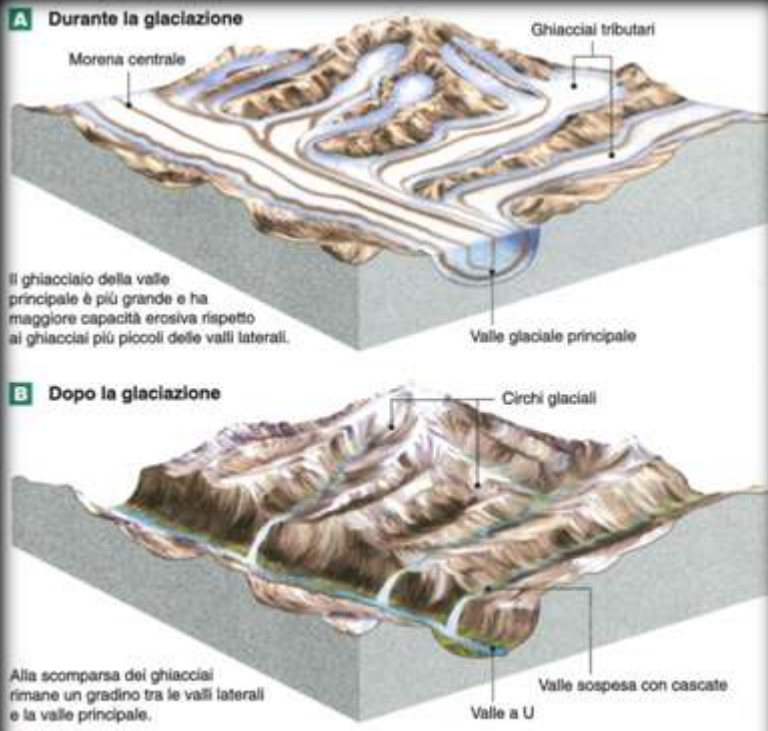 A Durante la glaciazione
Ghiacciai tributari
Morena centrale
Il ghiacciaio della valle
principale è più grande e ha
maggiore capacità erosiva rispetto
ai ghiacciai più piccoli delle valli laterali.
Valle glaciale principale
B Dopo la glaciazione
Circhi glaciali
Alla scomparsa dei ghiacciai
rimane un gradino tra le valli laterali
e la valle principale.
Valle sospesa con cascate
Valle a U